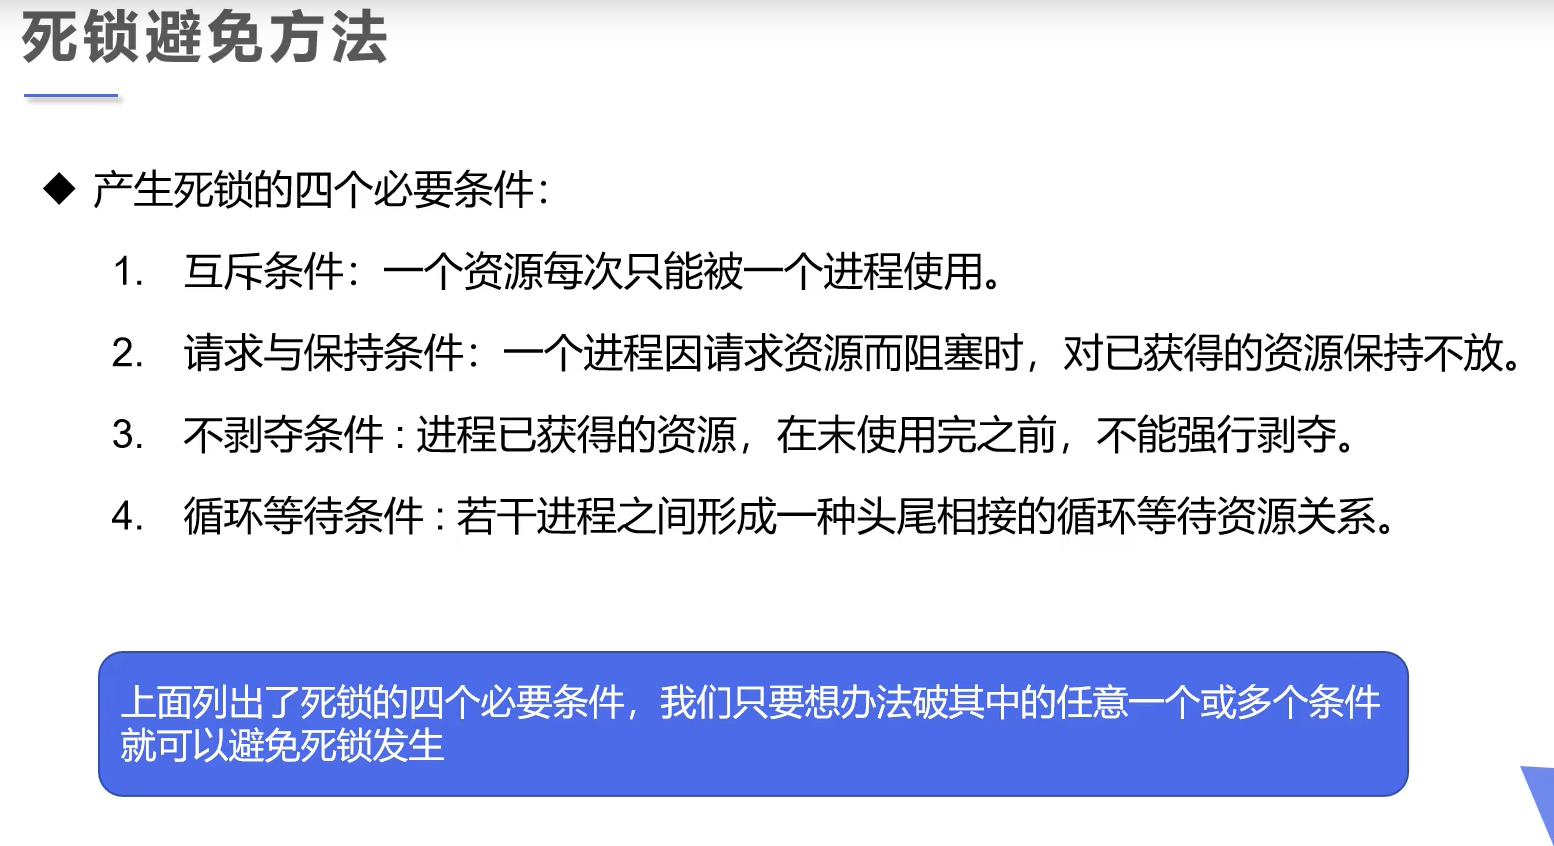 死锁避免方法
◆ 产生死锁的四个必要条件：
1. 互斥条件：一个资源每次只能被一个进程使用。
2. 请求与保持条件：一个进程因请求资源而阻塞时，对已获得的资源保持不放。
3. 不剥夺条件 : 进程已获得的资源，在末使用完之前，不能强行剥夺。
4. 循环等待条件 : 若干进程之间形成一种头尾相接的循环等待资源关系。
上面列出了死锁的四个必要条件，我们只要想办法破其中的任意一个或多个条件
就可以避免死锁发生